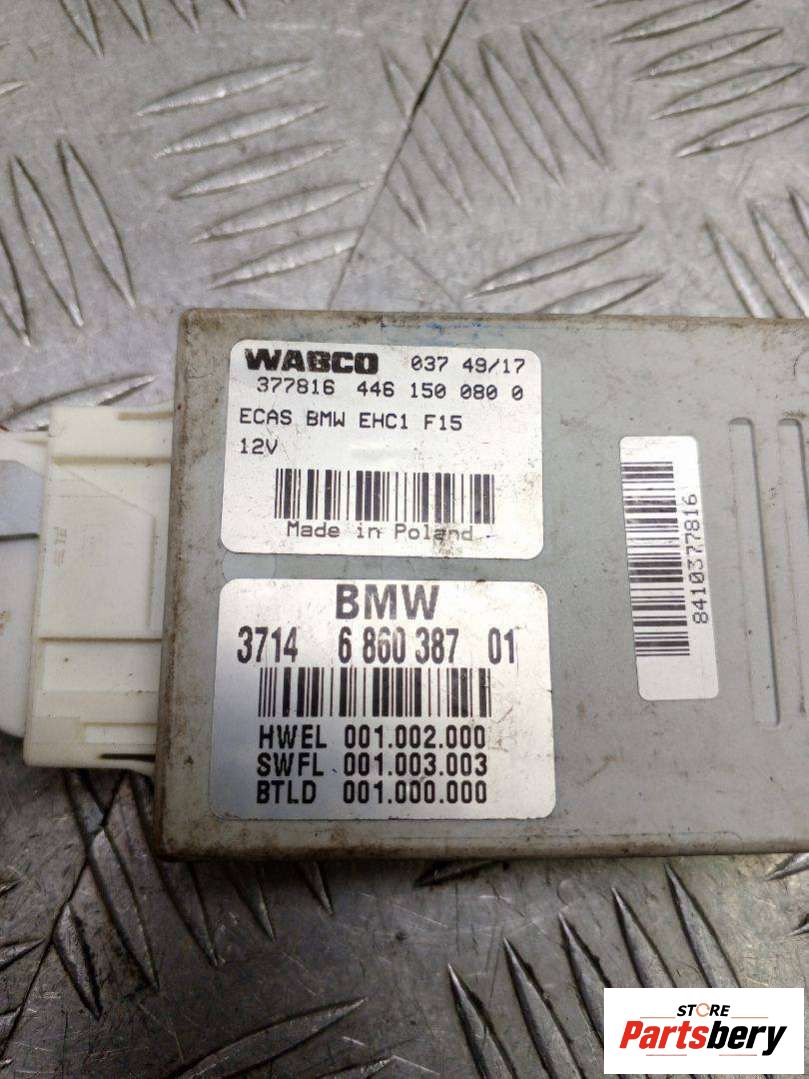 WABCO 037 49/17
377816 446 150 080 0
ECAS BMW EHC1 F15
12V
Made in Poland
8410377816
BMW
3714 6 860 387 01
HWEL 001.002.000
SWFL 001.003.003
BTLD 001.000.000
STORE
Partsbery